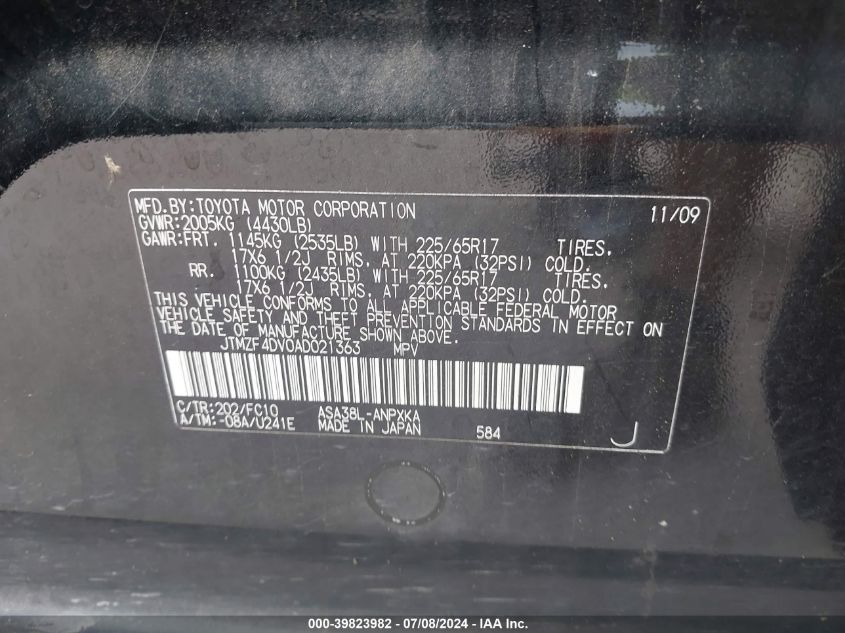 MFD.BY:TOYOTA MOTOR CORPORATION 11/09
GVWR:2005KG (4430LB)
GAWR:FRT. 1145KG (2535LB) WITH 225/65R17 TIRES,
17X6 1/2J RIMS, AT 220KPA (32PSI) COLD.
RR. 1100KG (2435LB) WITH 225/65R17 TIRES,
17X6 1/2J RIMS, AT 220KPA (32PSI) COLD.
THIS VEHICLE CONFORMS TO ALL APPLICABLE FEDERAL MOTOR
VEHICLE SAFETY AND THEFT PREVENTION STANDARDS IN EFFECT ON
THE DATE OF MANUFACTURE SHOWN ABOVE.
JTMZF4DV0AD021363 MPV
C/TR:202/FC10 ASA38L-ANPXKA
A/TM:-08A/U241E MADE IN JAPAN 584 J
000-39823982 - 07/08/2024 - IAA Inc.